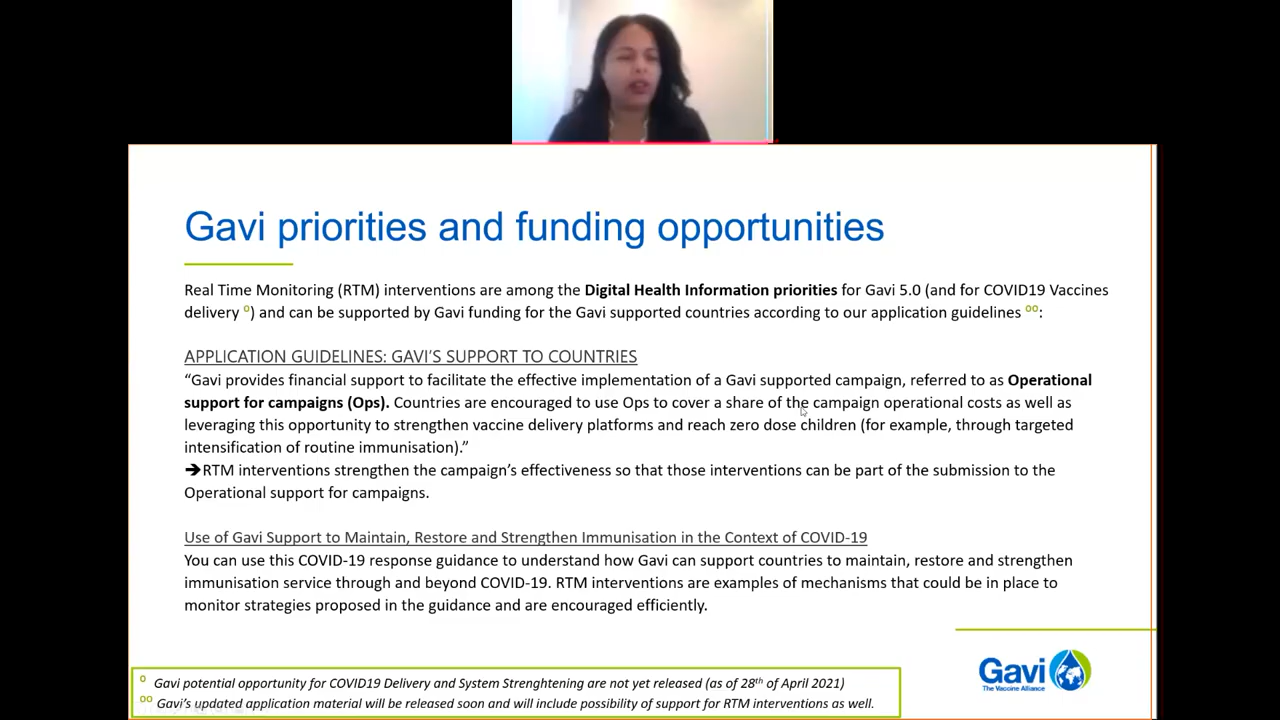 Gavi priorities and funding opportunities
Real Time Monitoring (RTM) interventions are among the Digital Health Information priorities for Gavi 5.0 (and for COVID19 Vaccines
delivery º) and can be supported by Gavi funding for the Gavi supported countries according to our application guidelines ºº:
APPLICATION GUIDELINES: GAVI’S SUPPORT TO COUNTRIES
“Gavi provides financial support to facilitate the effective implementation of a Gavi supported campaign, referred to as Operational
support for campaigns (Ops). Countries are encouraged to use Ops to cover a share of the campaign operational costs as well as
leveraging this opportunity to strengthen vaccine delivery platforms and reach zero dose children (for example, through targeted
intensification of routine immunisation).”
➔RTM interventions strengthen the campaign’s effectiveness so that those interventions can be part of the submission to the
Operational support for campaigns.
Use of Gavi Support to Maintain, Restore and Strengthen Immunisation in the Context of COVID-19
You can use this COVID-19 response guidance to understand how Gavi can support countries to maintain, restore and strengthen
immunisation service through and beyond COVID-19. RTM interventions are examples of mechanisms that could be in place to
monitor strategies proposed in the guidance and are encouraged efficiently.
º Gavi potential opportunity for COVID19 Delivery and System Strenghtening are not yet released (as of 28th of April 2021)
ºº Gavi’s updated application material will be released soon and will include possibility of support for RTM interventions as well.
Gavi
The Vaccine Alliance